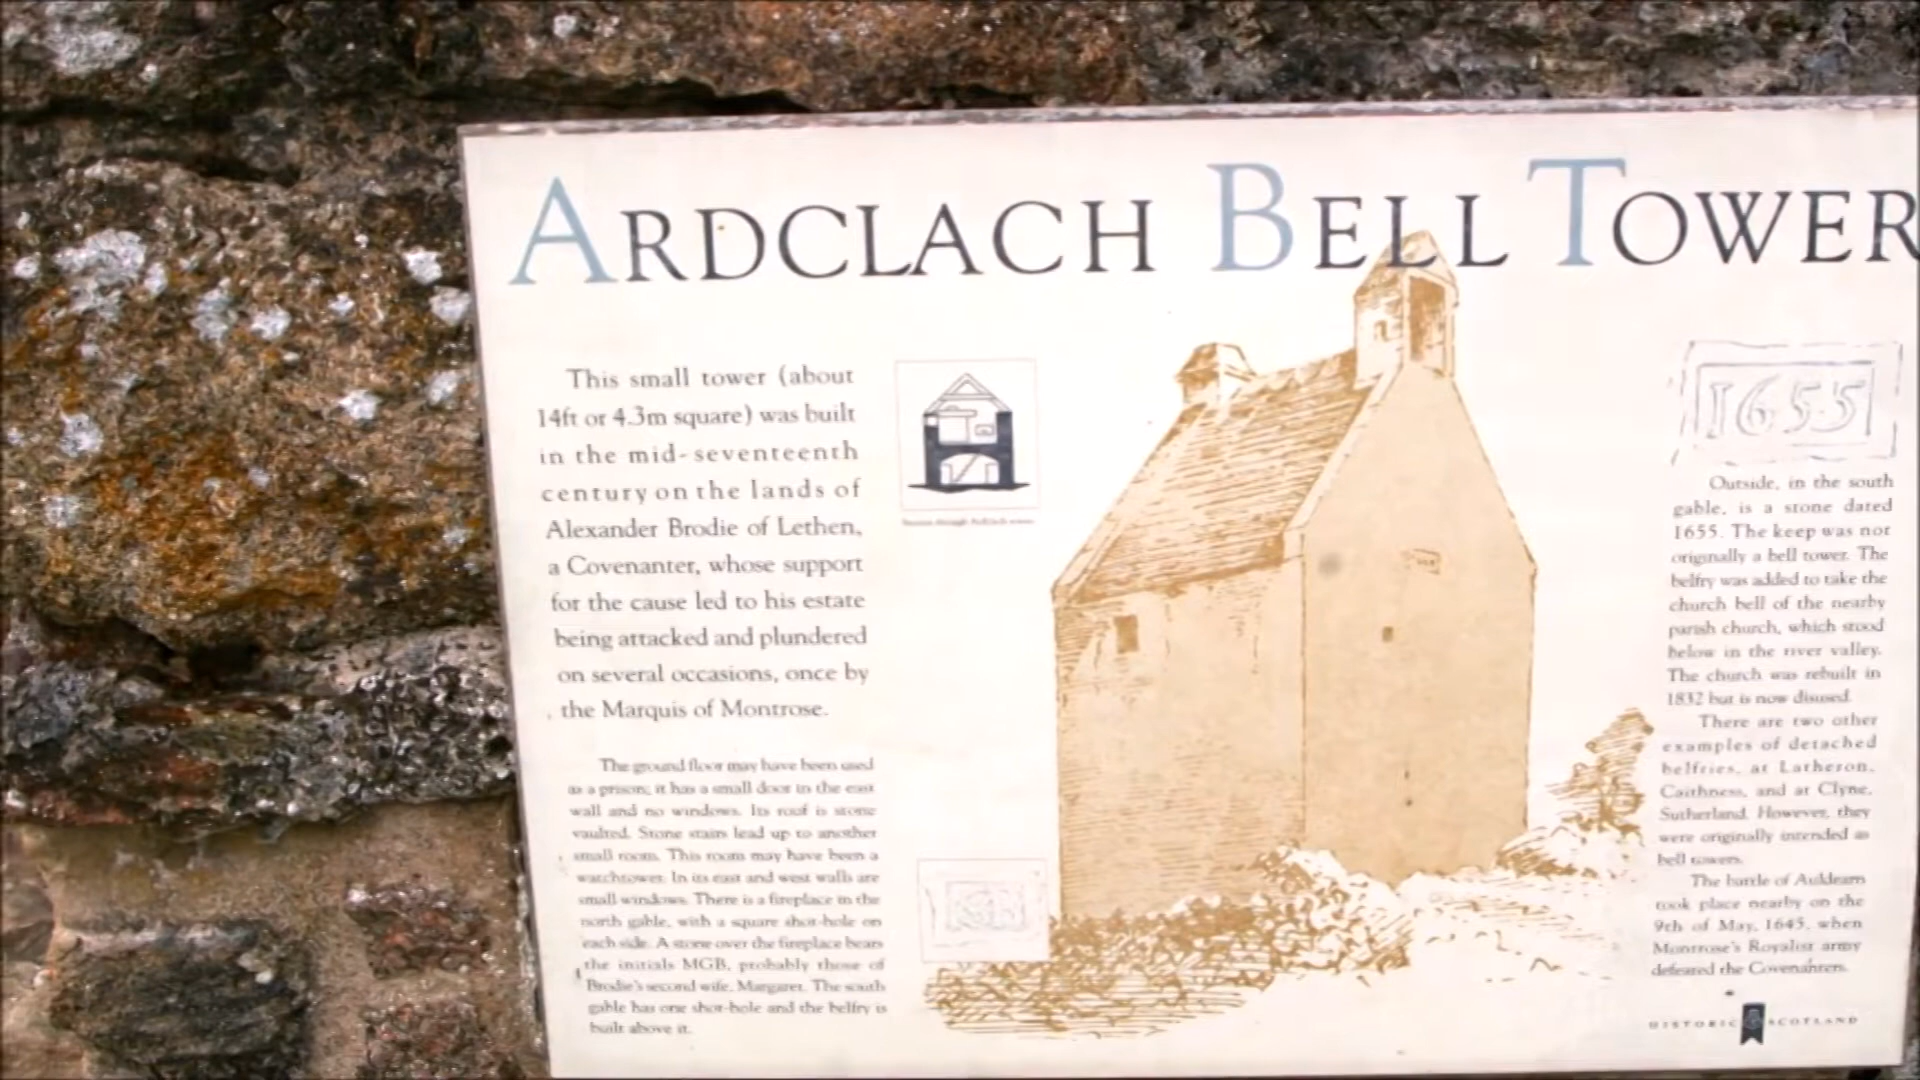 ARDCLACH BELL TOWER
This small tower (about
14ft or 4.3m square) was built
in the mid-seventeenth
century on the lands of
Alexander Brodie of Lethen,
a Covenanter, whose support
for the cause led to his estate
being attacked and plundered
on several occasions, once by
the Marquis of Montrose.
The ground floor may have been used
as a prison; it has a small door in the east
wall and no windows. Its roof is stone
vaulted. Stone stairs lead up to another
small room. This room may have been a
watchtower. In its east and west walls are
small windows. There is a fireplace in the
north gable, with a square shot-hole on
each side. A stone over the fireplace bears
the initials MGB, probably those of
Brodie's second wife, Margaret. The south
gable has one shot-hole and the belfry is
built above it.
1655
Outside, in the south
gable, is a stone dated
1655. The keep was not
originally a bell tower. The
belfry was added to take the
church bell of the nearby
parish church, which stood
below in the river valley.
The church was rebuilt in
1832 but is now disused.
There are two other
examples of detached
belfries, at Latheron,
Caithness, and at Clyne,
Sutherland. However, they
were originally intended as
bell towers.
The battle of Auldearn
took place nearby on the
9th of May, 1645, when
Montrose's Royalist army
defeated the Covenanters.
HISTORIC SCOTLAND